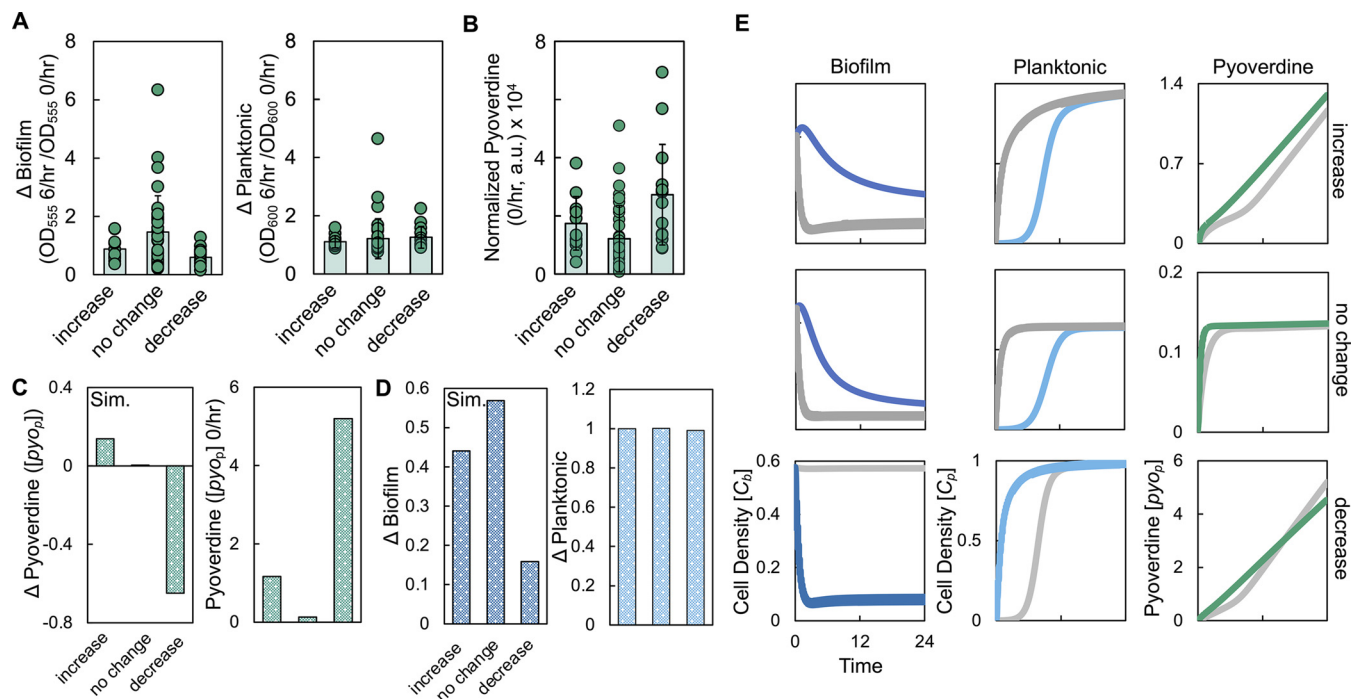 A
Δ Biofilm
(OD555 6/hr /OD555 0/hr)
8
6
4
2
0
increase
no change
decrease
Δ Planktonic
(OD600 6/hr /OD600 0/hr)
8
6
4
2
0
increase
no change
decrease
B
Normalized Pyoverdine
(0/hr, a.u.) x 10⁴
8
6
4
2
0
increase
no change
decrease
C
Δ Pyoverdine ([pyoₚ])
0.4
0
-0.4
-0.8
Sim.
increase
no change
decrease
Pyoverdine ([pyoₚ] 0/hr)
6
4
2
0
D
Δ Biofilm
0.6
0.5
0.4
0.3
0.2
0.1
0
Sim.
increase
no change
decrease
Δ Planktonic
1.2
1.0
0.8
0.6
0.4
0.2
0
E
Biofilm
Planktonic
Pyoverdine
1.4
0.7
0
increase
0.2
0.1
0
no change
Cell Density [C_b]
0.6
0.4
0.2
0
0
12
24
Time
Cell Density [Cₚ]
1
0.5
0
Pyoverdine [pyoₚ]
6
4
2
0
decrease